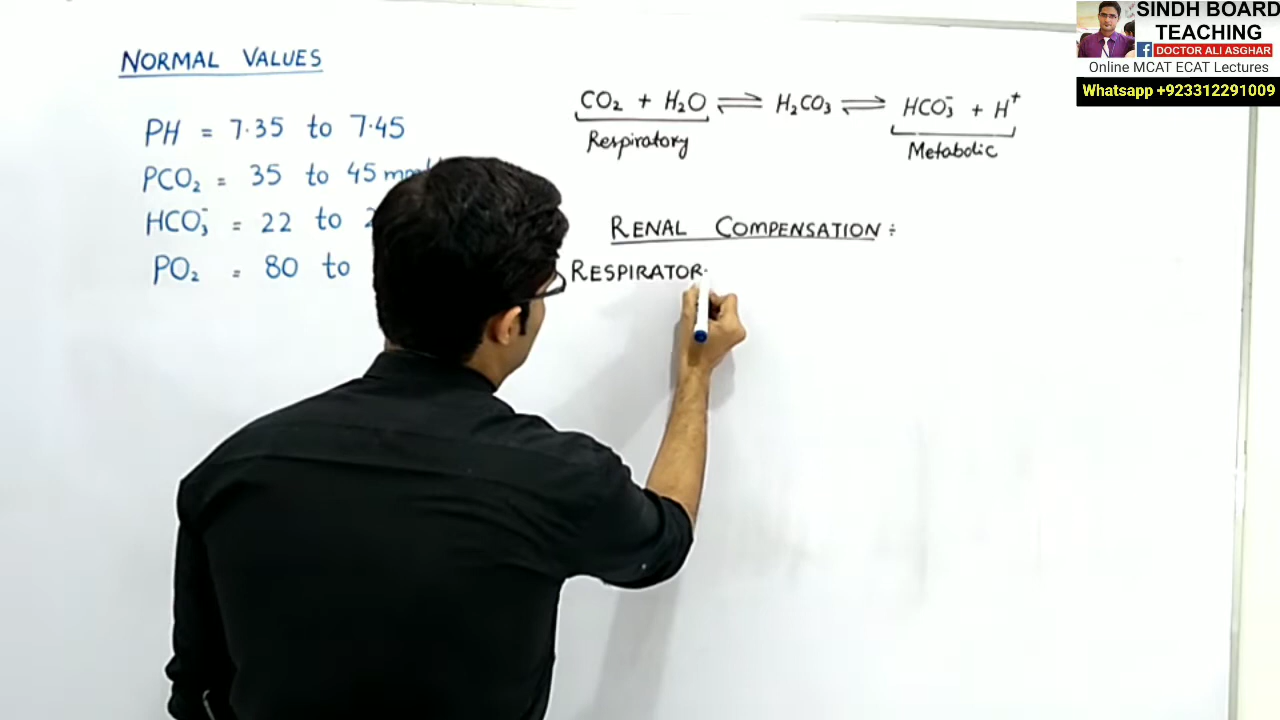 NORMAL VALUES
PH = 7.35 to 7.45
PCO₂ = 35 to 45
HCO₃⁻ = 22 to
PO₂ = 80 to
CO₂ + H₂O ⇌ H₂CO₃ ⇌ HCO₃⁻ + H⁺
Respiratory
Metabolic
RENAL COMPENSATION :
RESPIRATOR
SINDH BOARD
TEACHING
f DOCTOR ALI ASGHAR
Online MCAT ECAT Lectures
Whatsapp +923312291009